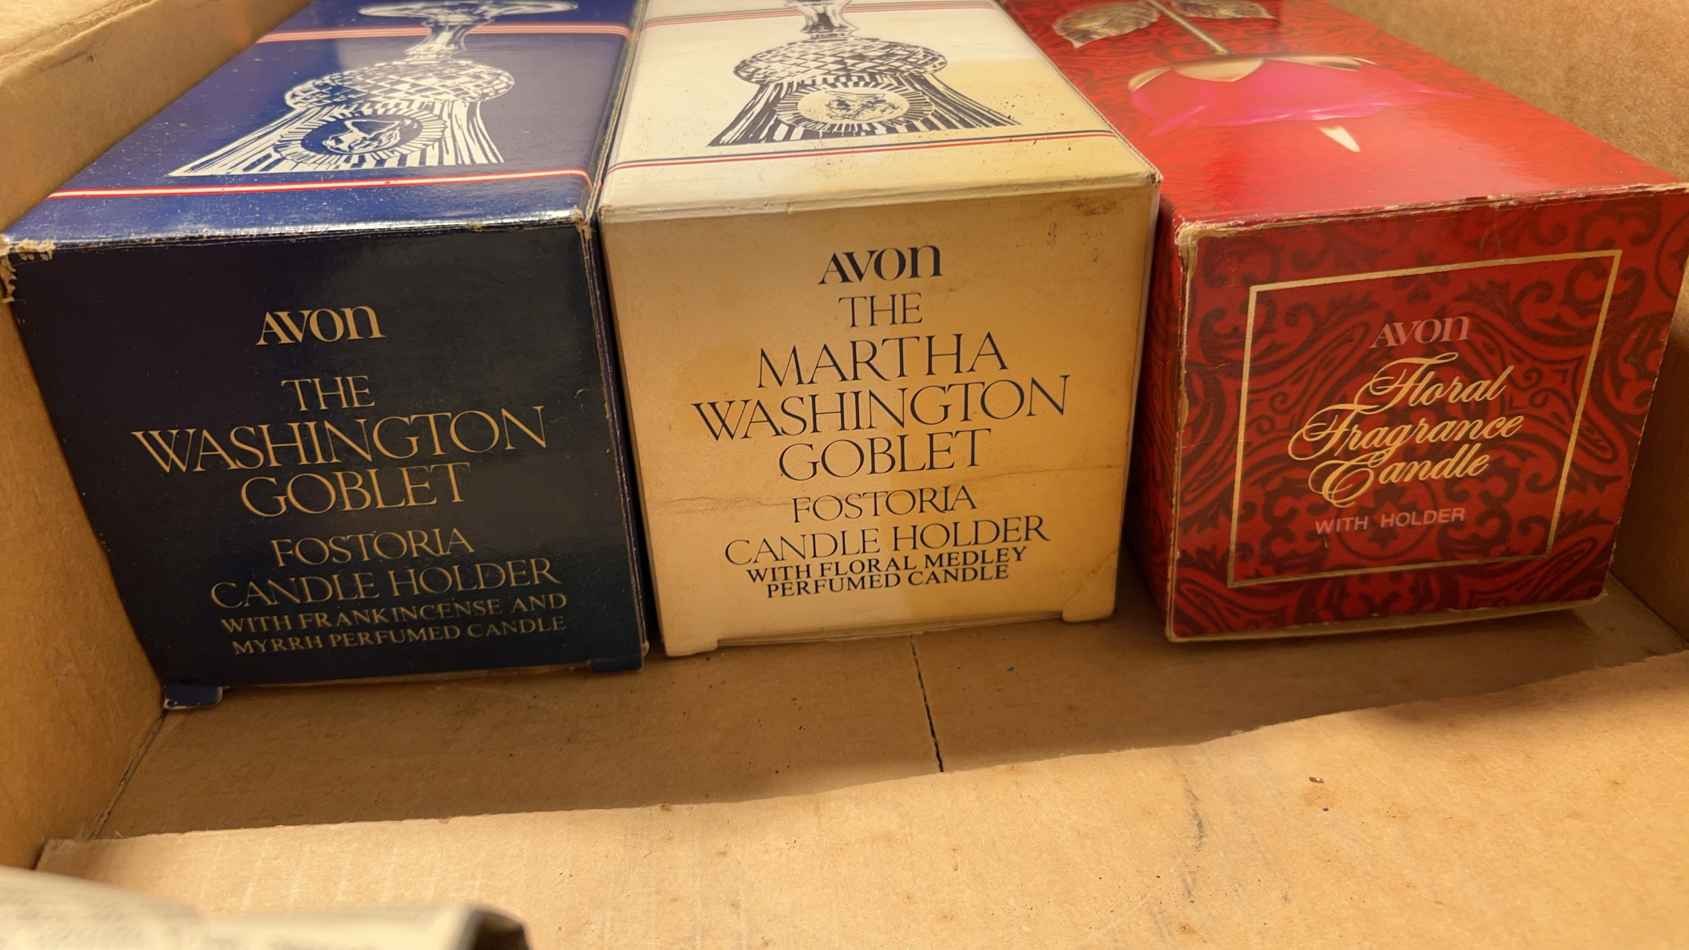 AVON
THE
WASHINGTON
GOBLET
FOSTORIA
CANDLE HOLDER
WITH FRANKINCENSE AND
MYRRH PERFUMED CANDLE
AVON
THE
MARTHA
WASHINGTON
GOBLET
FOSTORIA
CANDLE HOLDER
WITH FLORAL MEDLEY
PERFUMED CANDLE
AVON
Floral
Fragrance
Candle
WITH HOLDER